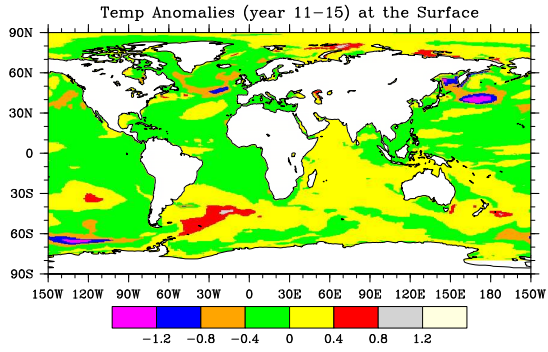 Temp Anomalies (year 11−15) at the Surface
90N
60N
30N
0
30S
60S
90S
150W 120W 90W 60W 30W 0 30E 60E 90E 120E 150E 180 150W
−1.2 −0.8 −0.4 0 0.4 0.8 1.2